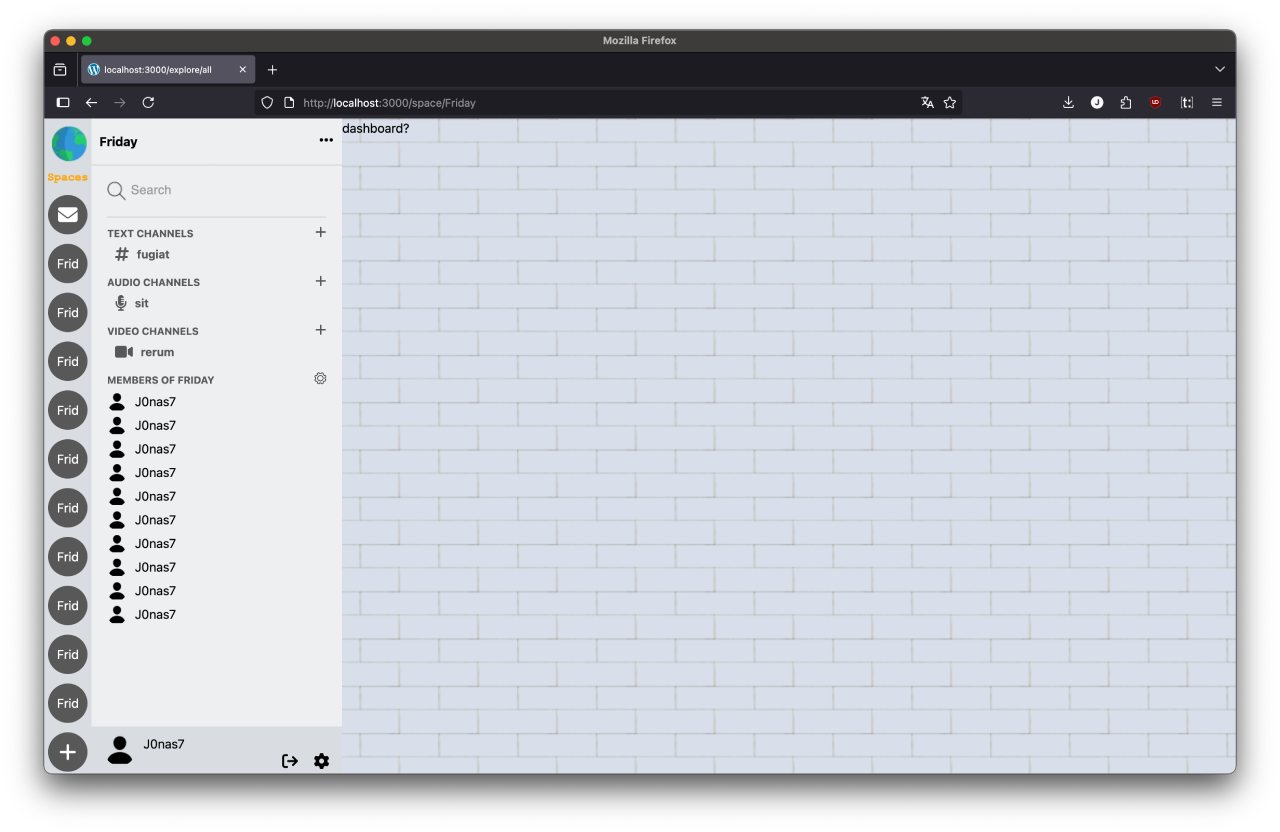 Mozilla Firefox
localhost:3000/explore/all
http://localhost:3000/space/Friday
Spaces
Frid
Frid
Frid
Frid
Frid
Frid
Frid
Frid
Frid
Frid
Friday
Search
TEXT CHANNELS
fugiat
AUDIO CHANNELS
sit
VIDEO CHANNELS
rerum
MEMBERS OF FRIDAY
J0nas7
J0nas7
J0nas7
J0nas7
J0nas7
J0nas7
J0nas7
J0nas7
J0nas7
J0nas7
J0nas7
dashboard?